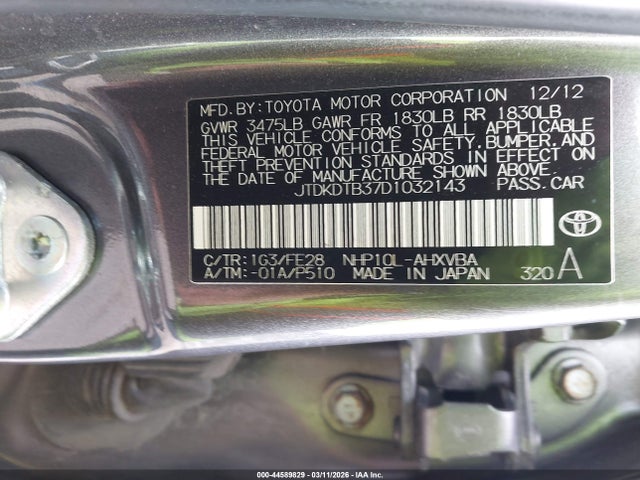 MFD. BY: TOYOTA MOTOR CORPORATION 12/12
GVWR 3475LB GAWR FR 1830LB RR 1830LB
THIS VEHICLE CONFORMS TO ALL APPLICABLE
FEDERAL MOTOR VEHICLE SAFETY, BUMPER, AND
THEFT PREVENTION STANDARDS IN EFFECT ON
THE DATE OF MANUFACTURE SHOWN ABOVE.
JTDKDTB37D1032143 PASS. CAR
C/TR: 1G3/FE28 NHP10L-AHXVBA
A/TM: -01A/P510 MADE IN JAPAN 320 A
000-44589829 - 03/11/2026 - IAA Inc.